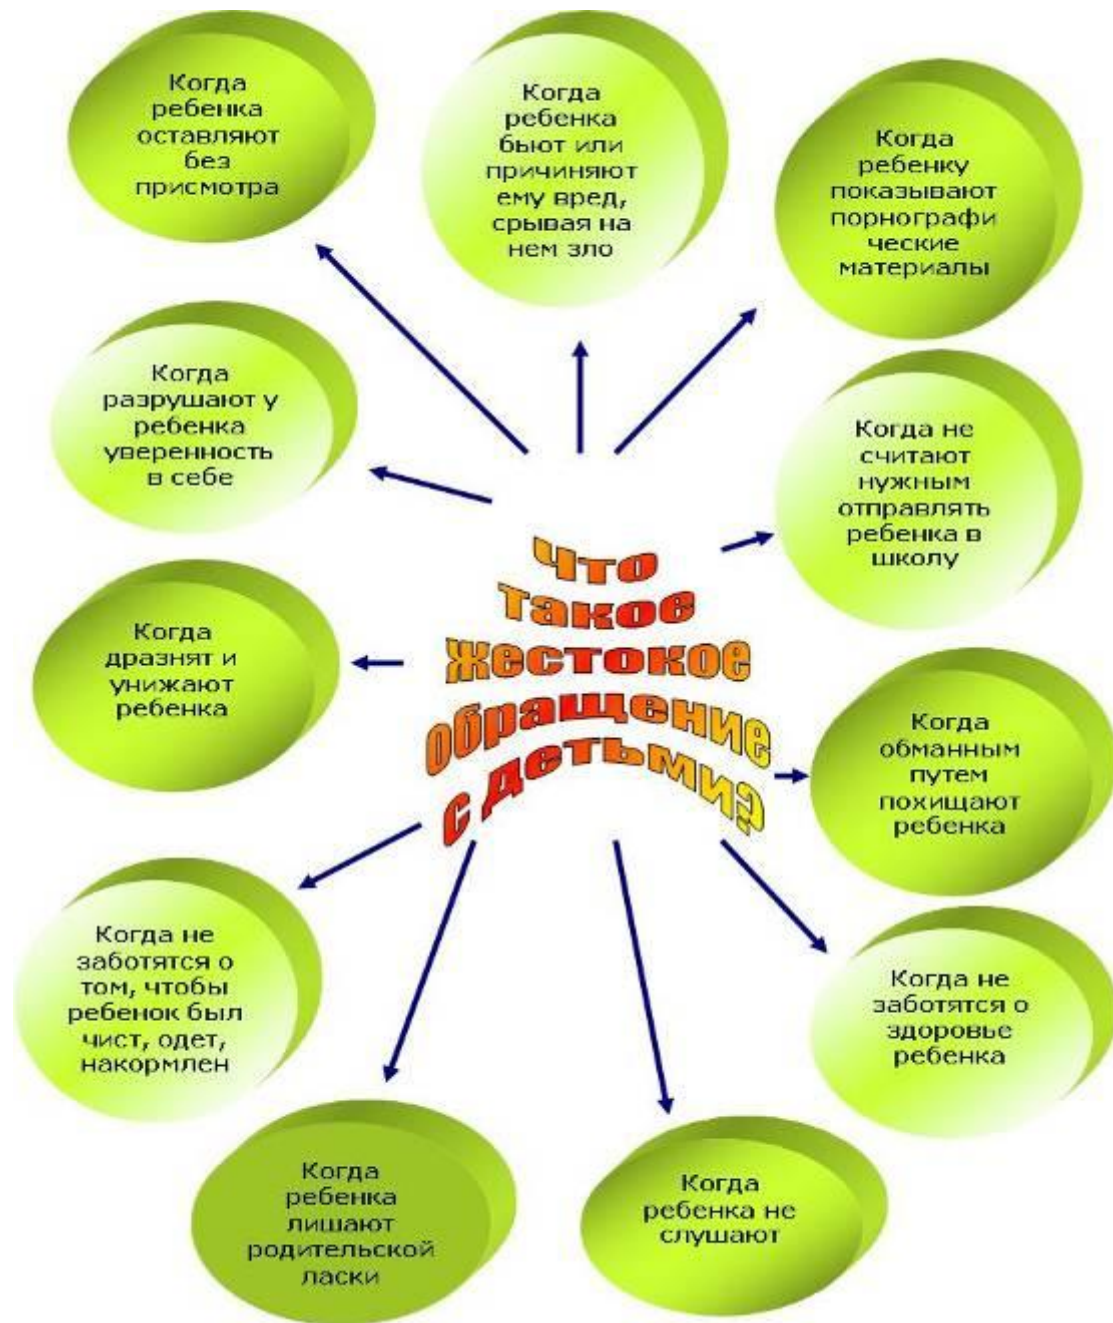 Когда
ребенка
оставляют
без
присмотра
Когда
ребенка
бьют или
причиняют
ему вред,
срывая на
нем зло
Когда
ребенку
показывают
порнографи
ческие
материалы
Когда
разрушают у
ребенка
уверенность
в себе
Когда не
считают
нужным
отправлять
ребенка в
школу
Что
такое
жестокое
обращение
с детьми?
Когда
дразнят и
унижают
ребенка
Когда
обманным
путем
похищают
ребенка
Когда не
заботятся о
том, чтобы
ребенок был
чист, одет,
накормлен
Когда не
заботятся о
здоровье
ребенка
Когда
ребенка
лишают
родительской
ласки
Когда
ребенка не
слушают